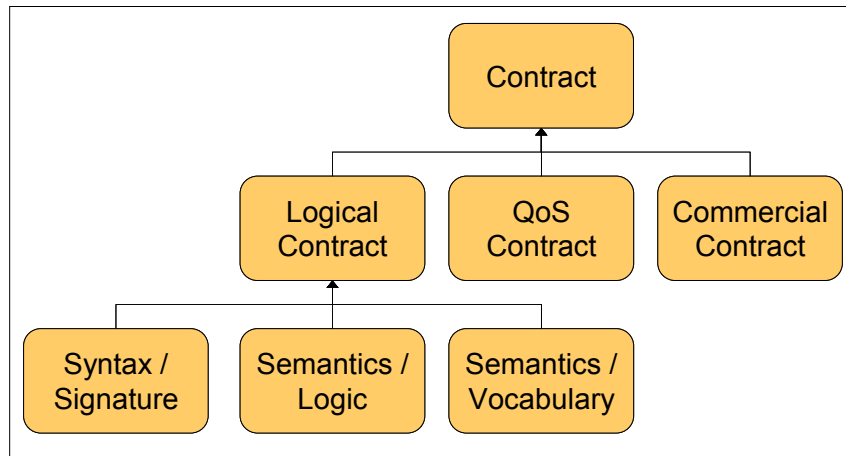 Contract
Logical
Contract
QoS
Contract
Commercial
Contract
Syntax /
Signature
Semantics /
Logic
Semantics /
Vocabulary